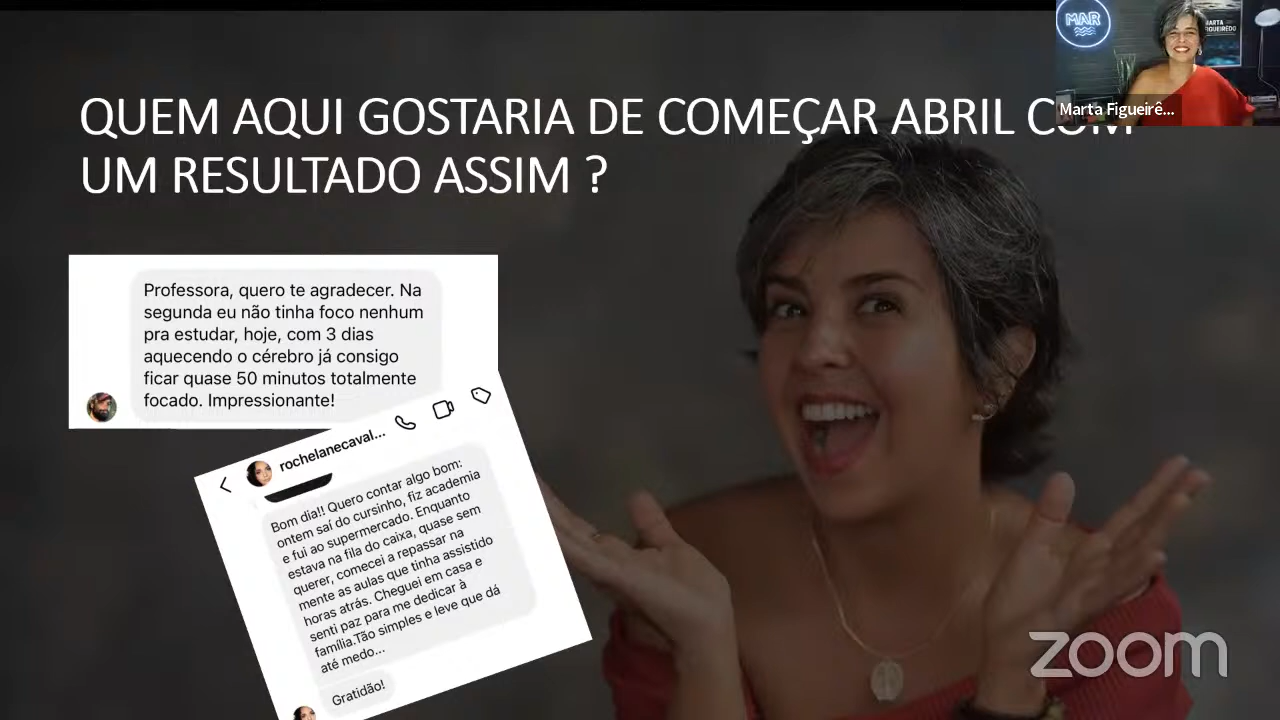 QUEM AQUI GOSTARIA DE COMEÇAR ABRIL COM
UM RESULTADO ASSIM ?
MAR
MARTA
FIGUEIRÊDO
Marta Figueirê...
Professora, quero te agradecer. Na
segunda eu não tinha foco nenhum
pra estudar, hoje, com 3 dias
aquecendo o cérebro já consigo
ficar quase 50 minutos totalmente
focado. Impressionante!
rochelanecaval...
Bom dia!! Quero contar algo bom:
ontem saí do cursinho, fiz academia
e fui ao supermercado. Enquanto
estava na fila do caixa, quase sem
querer, comecei a repassar na
mente as aulas que tinha assistido
horas atrás. Cheguei em casa e
senti paz para me dedicar à
família.Tão simples e leve que dá
até medo...
Gratidão!
zoom